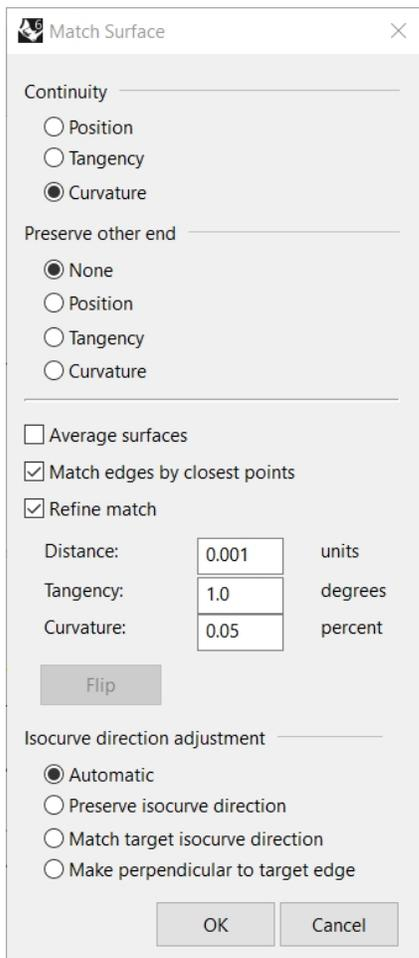 6 Match Surface
Continuity
Position
Tangency
Curvature
Preserve other end
None
Position
Tangency
Curvature
Average surfaces
Match edges by closest points
Refine match
Distance: 0.001 units
Tangency: 1.0 degrees
Curvature: 0.05 percent
Flip
Isocurve direction adjustment
Automatic
Preserve isocurve direction
Match target isocurve direction
Make perpendicular to target edge
OK Cancel